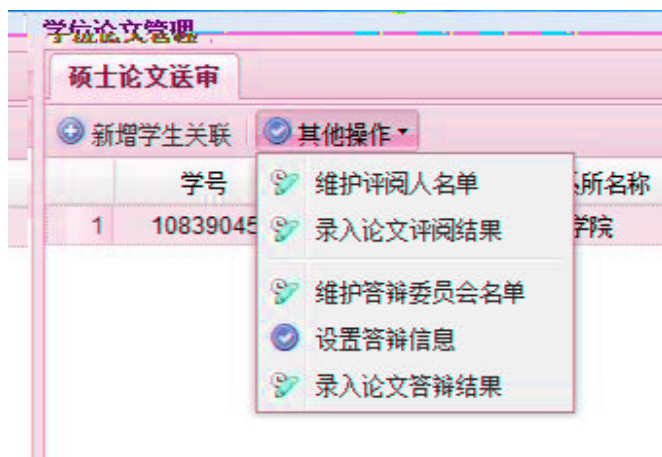 学位论文管理
硕士论文送审
新增学生关联 其他操作
学号 系所名称
1 10839045 学院
维护评阅人名单
录入论文评阅结果
维护答辩委员会名单
设置答辩信息
录入论文答辩结果